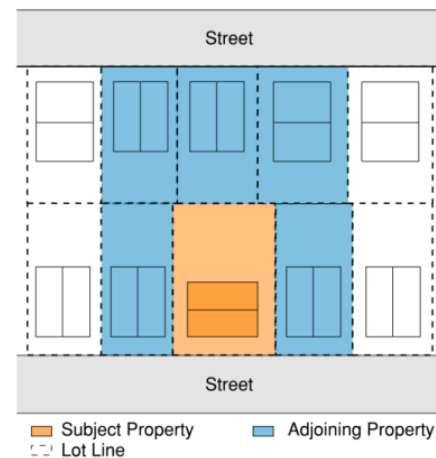 Street
Street
Subject Property
Adjoining Property
Lot Line